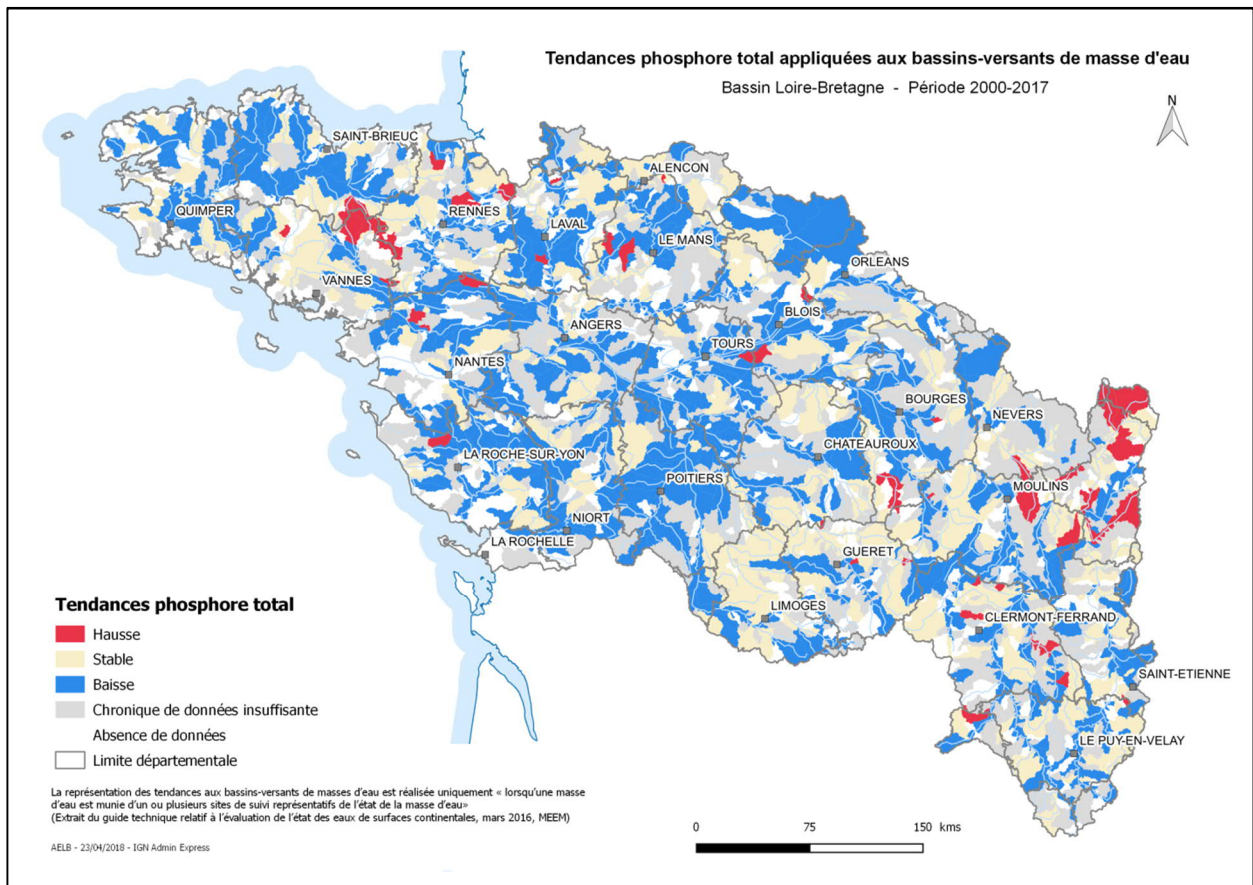 Tendances phosphore total appliquées aux bassins-versants de masse d'eau
Bassin Loire-Bretagne - Période 2000-2017
N
SAINT-BRIEUC
ALENCON
QUIMPER
RENNES
LAVAL
LE MANS
ORLEANS
VANNES
BLOIS
ANGERS
TOURS
NANTES
BOURGES
NEVERS
CHATEAUROUX
LA ROCHE-SUR-YON
POITIERS
MOULINS
NIORT
LA ROCHELLE
GUERET
LIMOGES
CLERMONT-FERRAND
SAINT-ETIENNE
LE PUY-EN-VELAY
Tendances phosphore total
Hausse
Stable
Baisse
Chronique de données insuffisante
Absence de données
Limite départementale
La représentation des tendances aux bassins-versants de masses d'eau est réalisée uniquement « lorsqu'une masse
d'eau est munie d'un ou plusieurs sites de suivi représentatifs de l'état de la masse d'eau»
(Extrait du guide technique relatif à l'évaluation de l'état des eaux de surfaces continentales, mars 2016, MEEM)
AELB - 23/04/2018 - IGN Admin Express
0 75 150 kms